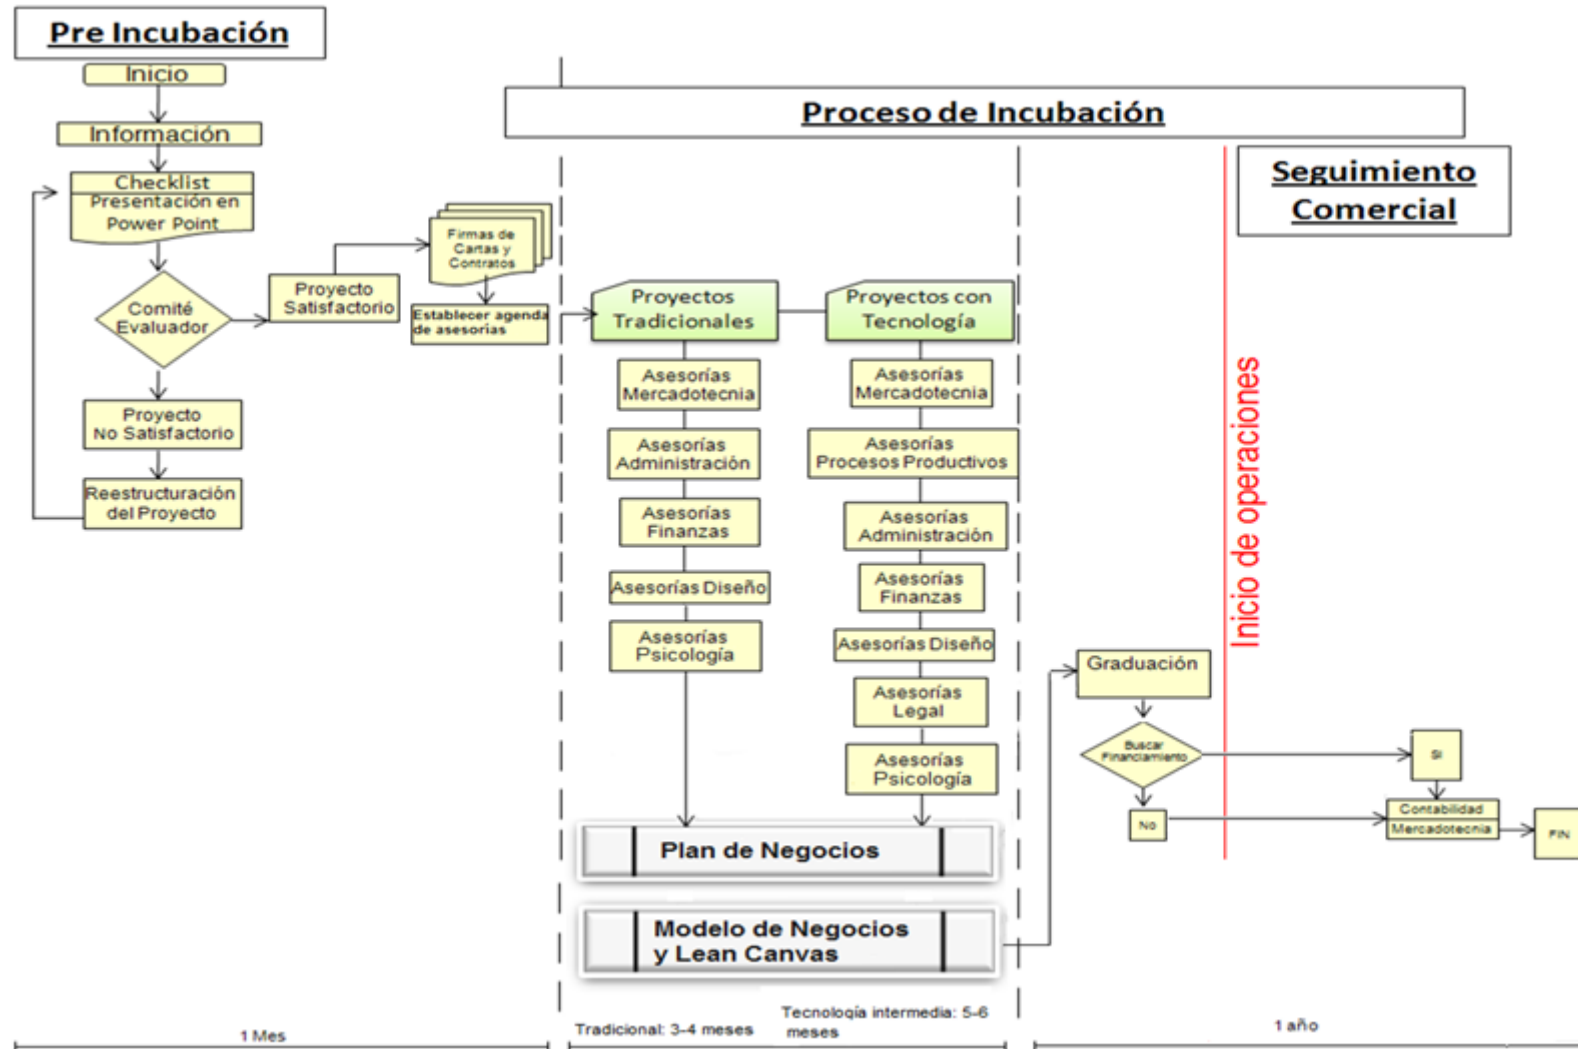 Pre Incubación
Inicio
Información
Checklist
Presentación en
Power Point
Comité
Evaluador
Proyecto
Satisfactorio
Firmas de
Cartas y
Contratos
Establecer agenda
de asesorías
Proyecto
No Satisfactorio
Reestructuración
del Proyecto
1 Mes
Proceso de Incubación
Proyectos
Tradicionales
Asesorías
Mercadotecnia
Asesorías
Administración
Asesorías
Finanzas
Asesorías Diseño
Asesorías
Psicología
Proyectos con
Tecnología
Asesorías
Mercadotecnia
Asesorías
Procesos Productivos
Asesorías
Administración
Asesorías
Finanzas
Asesorías Diseño
Asesorías
Legal
Asesorías
Psicología
Plan de Negocios
Modelo de Negocios
y Lean Canvas
Tradicional: 3-4 meses
Tecnología intermedia: 5-6
meses
Seguimiento
Comercial
Inicio de operaciones
Graduación
Buscar
Financiamiento
SI
No
Contabilidad
Mercadotecnia
FIN
1 año